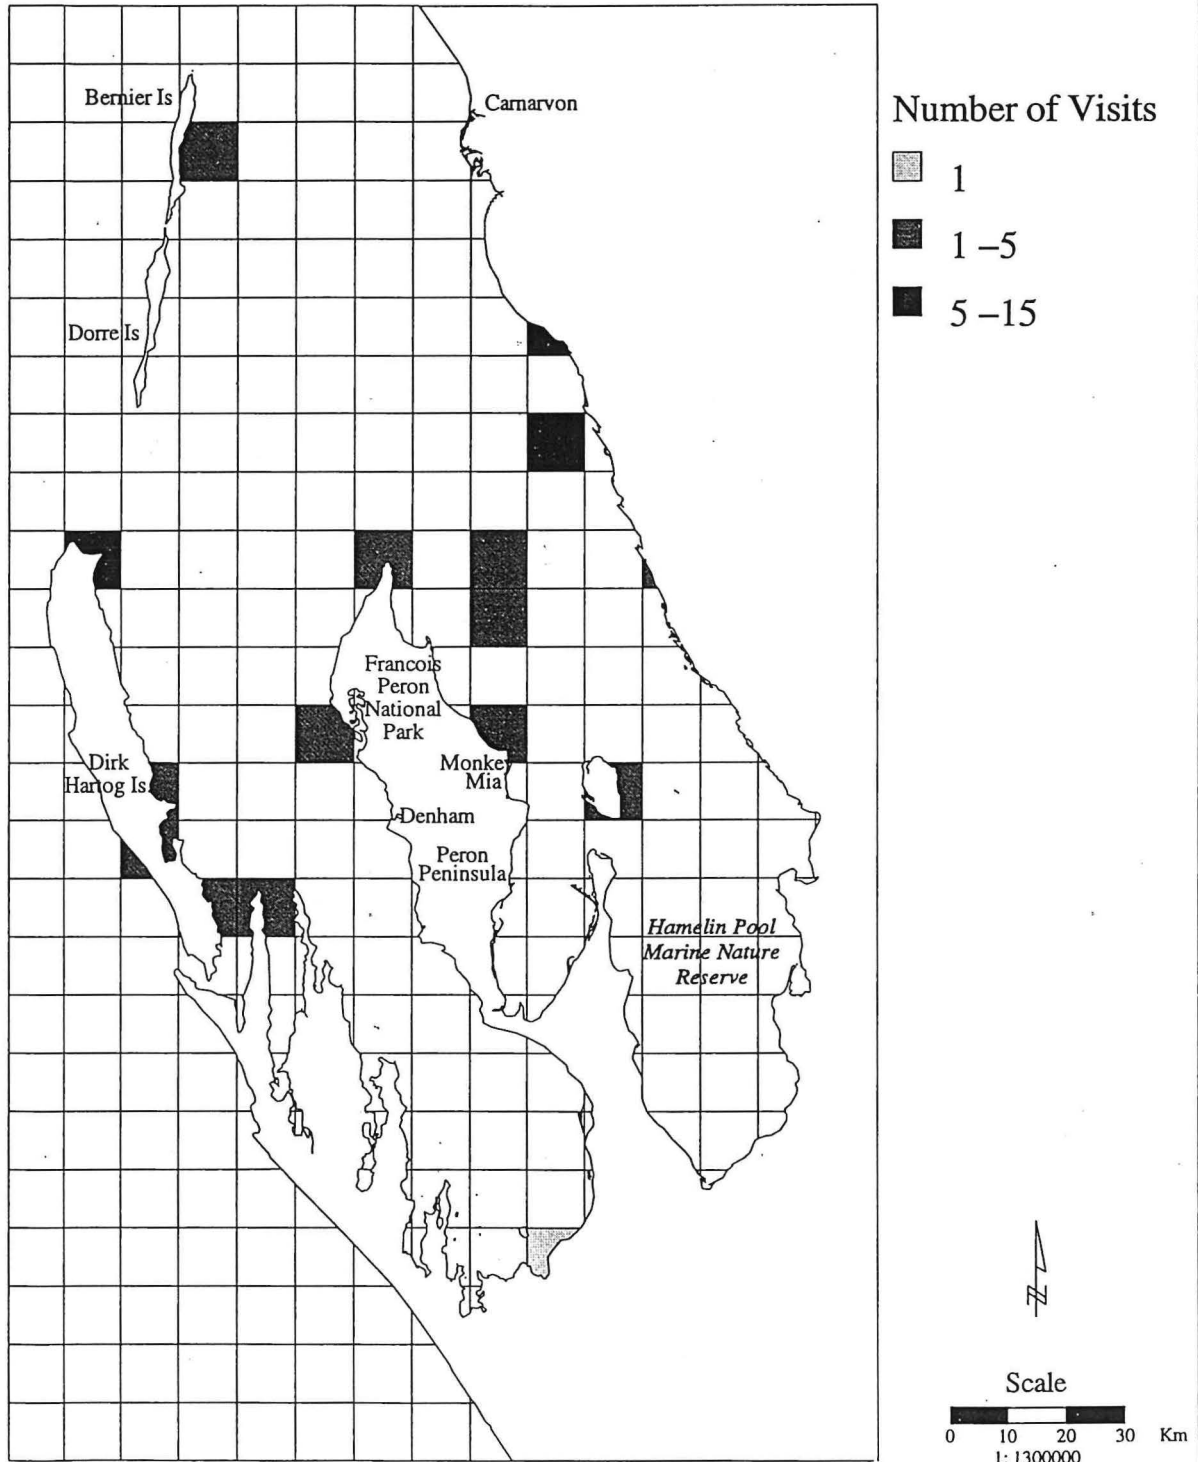 Bernier Is
Carnarvon
Dorre Is
Francois
Peron
National
Park
Dirk
Hartog Is.
Monkey
Mia
Denham
Peron
Peninsula
Hamelin Pool
Marine Nature
Reserve
Number of Visits
1
1 –5
5 –15
N
Scale
0 10 20 30 Km
1: 1300000